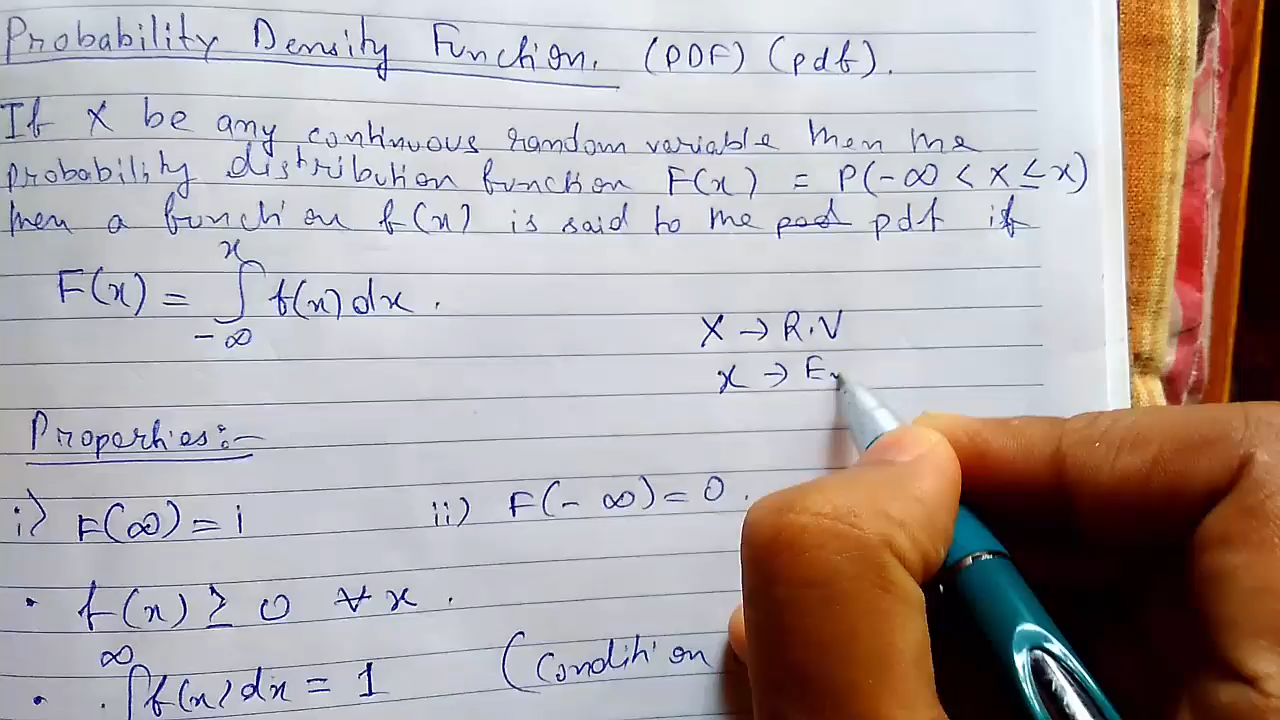 Probability Density Function. (PDF) (pdf).
If X be any continuous random variable then the
probability distribution function F(x) = P(-∞ < X ≤ x)
then a function f(x) is said to the pdf if
F(x) = ∫_{-∞}^{x} f(x) dx.
X → R.V
x →
Properties:-
i) F(∞) = 1
ii) F(-∞) = 0.
• f(x) ≥ 0 ∀ x.
• ∫^{∞} f(x) dx = 1 (Condition